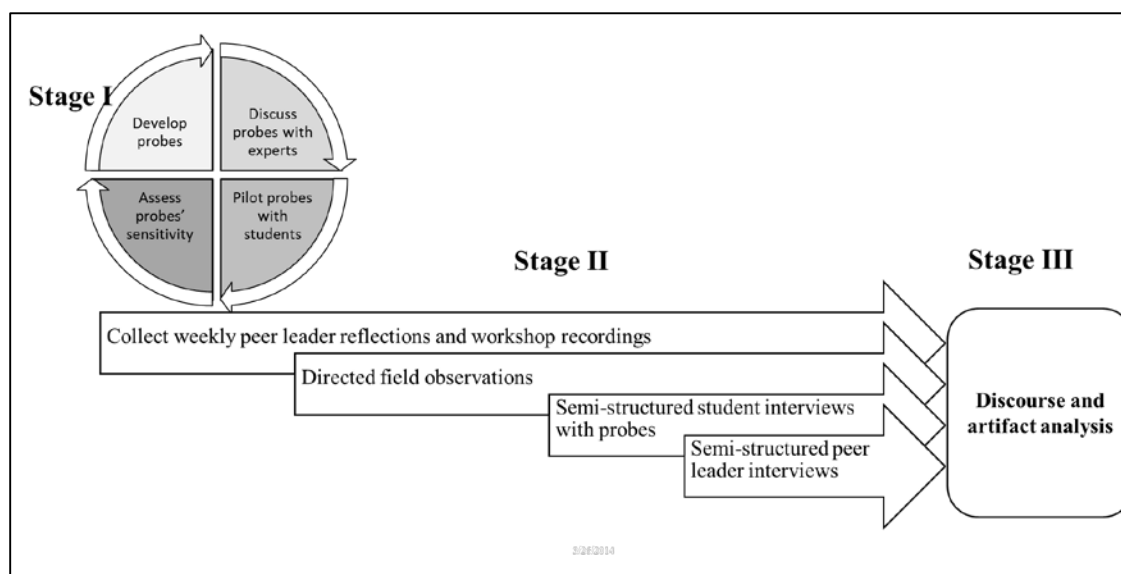 Stage I
Develop
probes
Discuss
probes with
experts
Assess
probes'
sensitivity
Pilot probes
with
students
Stage II
Stage III
Collect weekly peer leader reflections and workshop recordings
Directed field observations
Semi-structured student interviews
with probes
Semi-structured peer
leader interviews
Discourse and
artifact analysis